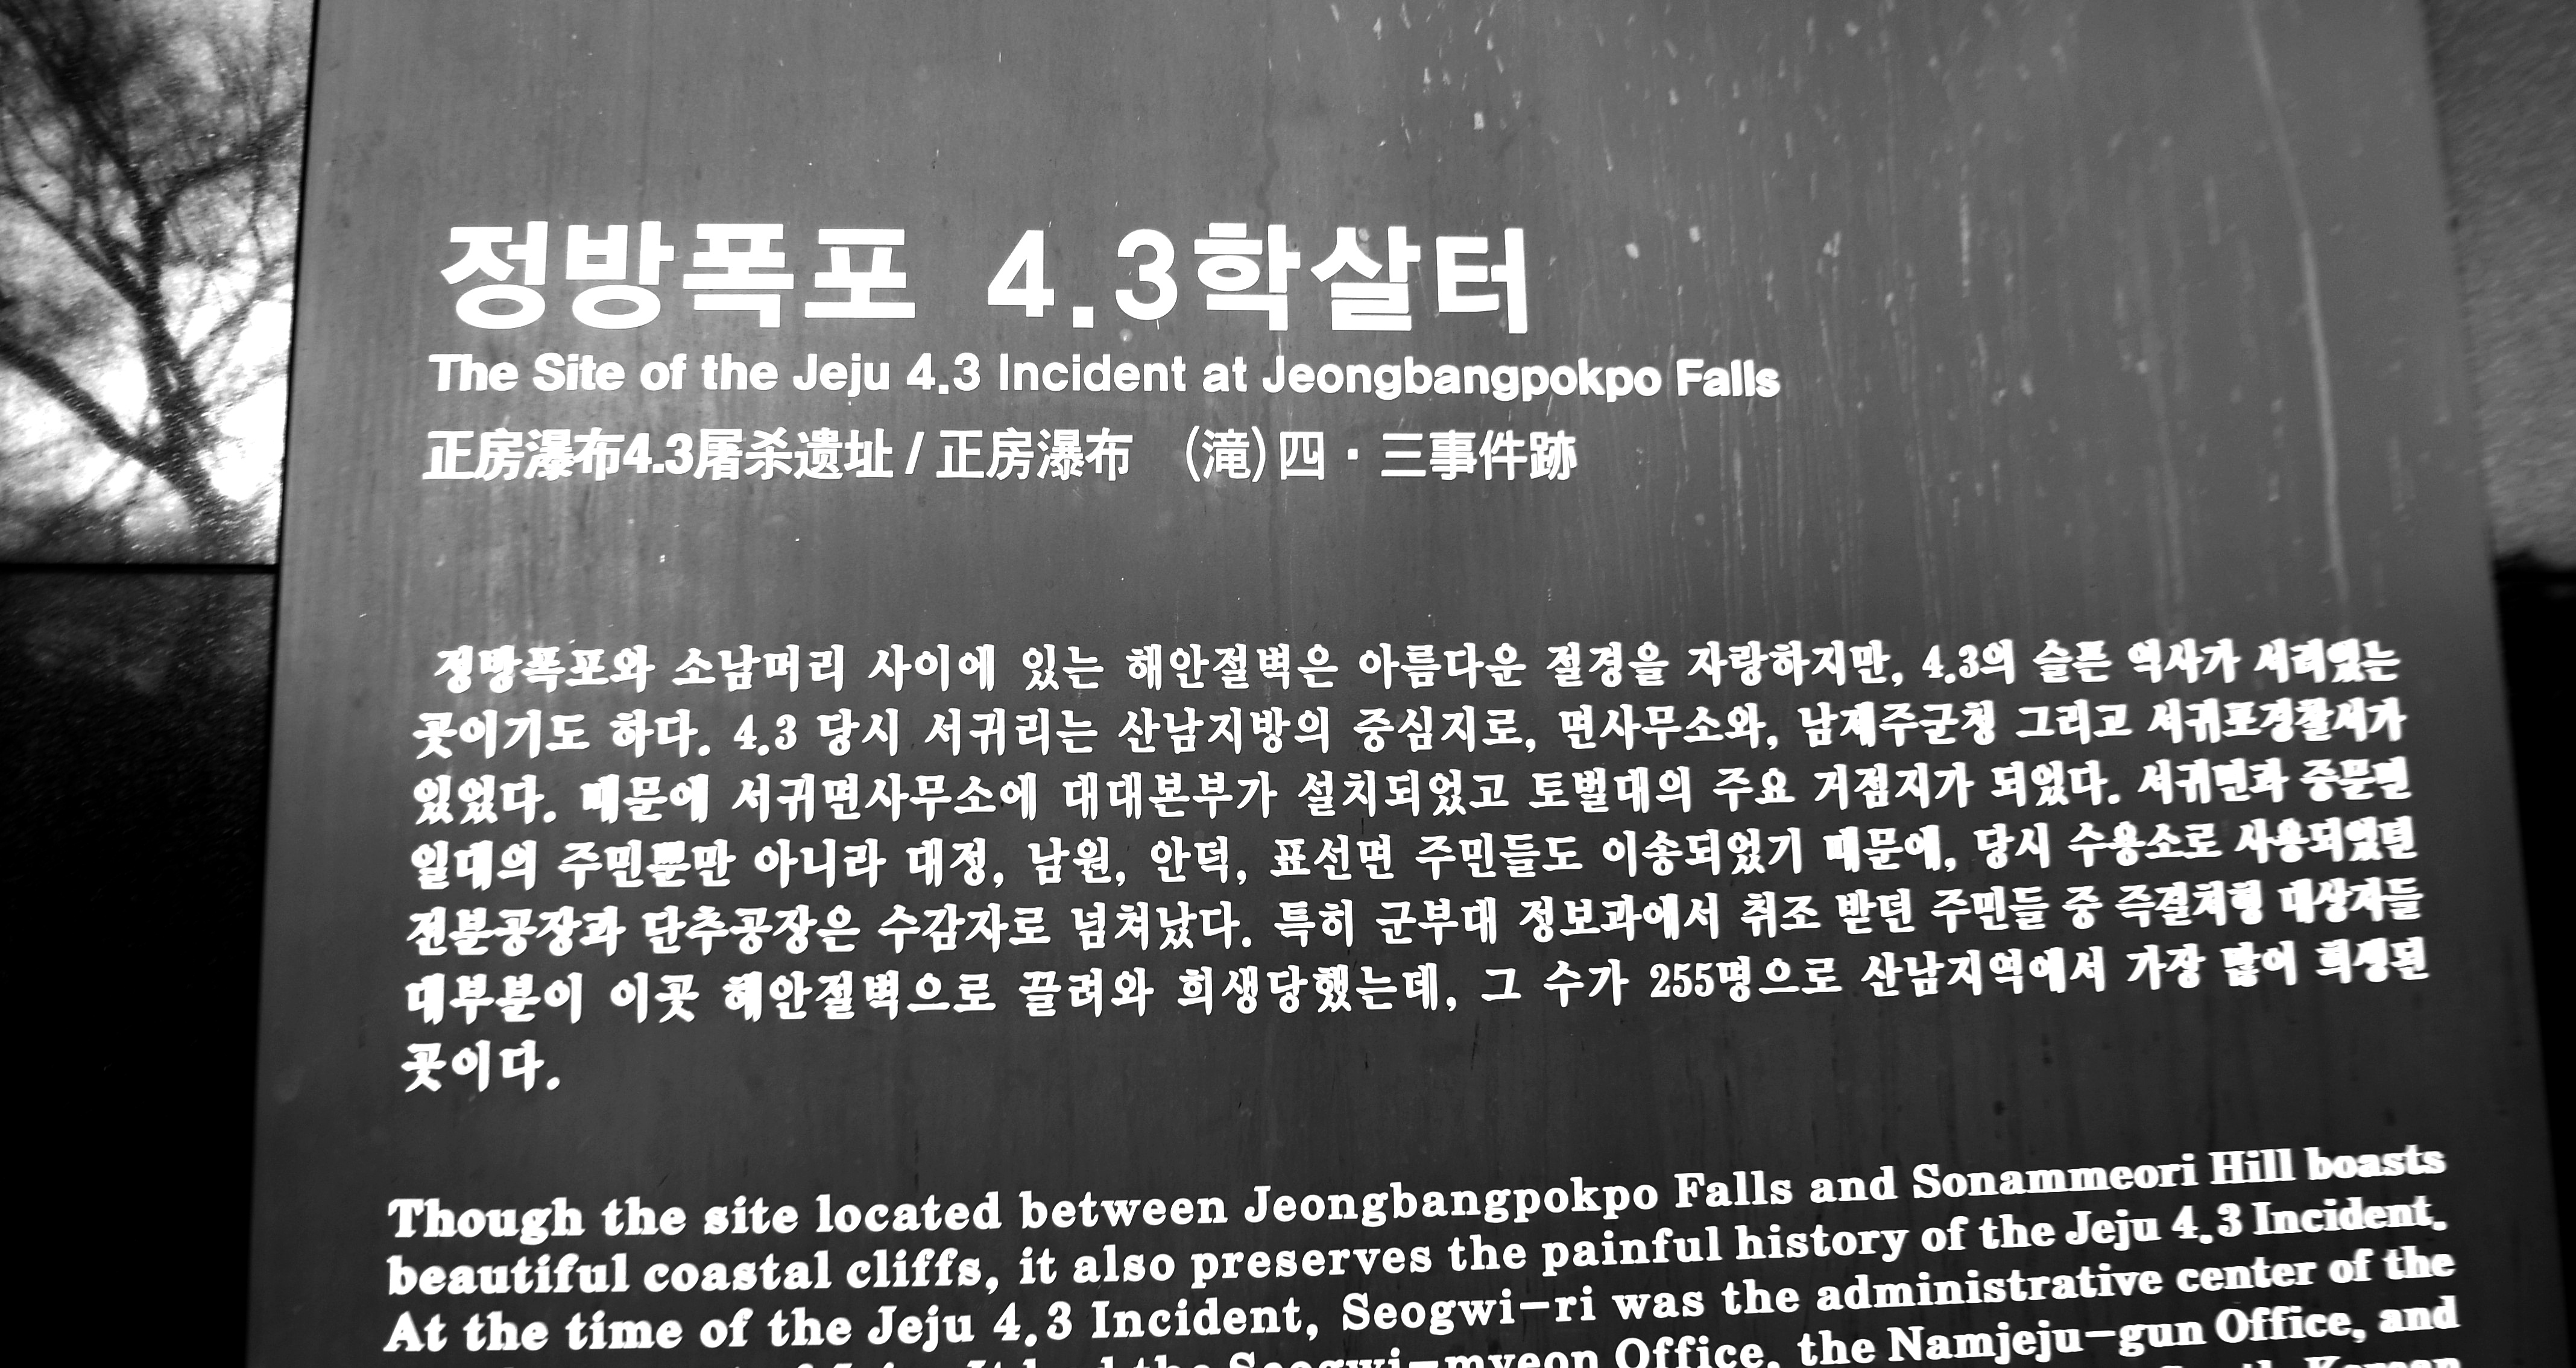 정방폭포 4.3학살터
The Site of the Jeju 4.3 Incident at Jeongbangpokpo Falls
正房瀑布4.3屠杀遗址 / 正房瀑布 (滝) 四・三事件跡
정방폭포와 소남머리 사이에 있는 해안절벽은 아름다운 절경을 자랑하지만, 4.3의 슬픈 역사가 서려있는
곳이기도 하다. 4.3 당시 서귀리는 산남지방의 중심지로, 면사무소와, 남제주군청 그리고 서귀포경찰서가
있었다. 때문에 서귀면사무소에 대대본부가 설치되었고 토벌대의 주요 거점지가 되었다. 서귀면과 중문면
일대의 주민뿐만 아니라 대정, 남원, 안덕, 표선면 주민들도 이송되었기 때문에, 당시 수용소로 사용되었던
전분공장과 단추공장은 수감자로 넘쳐났다. 특히 군부대 정보과에서 취조 받던 주민들 중 즉결처형 대상자들
대부분이 이곳 해안절벽으로 끌려와 희생당했는데, 그 수가 255명으로 산남지역에서 가장 많이 희생된
곳이다.
Though the site located between Jeongbangpokpo Falls and Sonammeori Hill boasts
beautiful coastal cliffs, it also preserves the painful history of the Jeju 4.3 Incident.
At the time of the Jeju 4.3 Incident, Seogwi-ri was the administrative center of the
the Seogwi-myeon Office, the Namjeju-gun Office, and